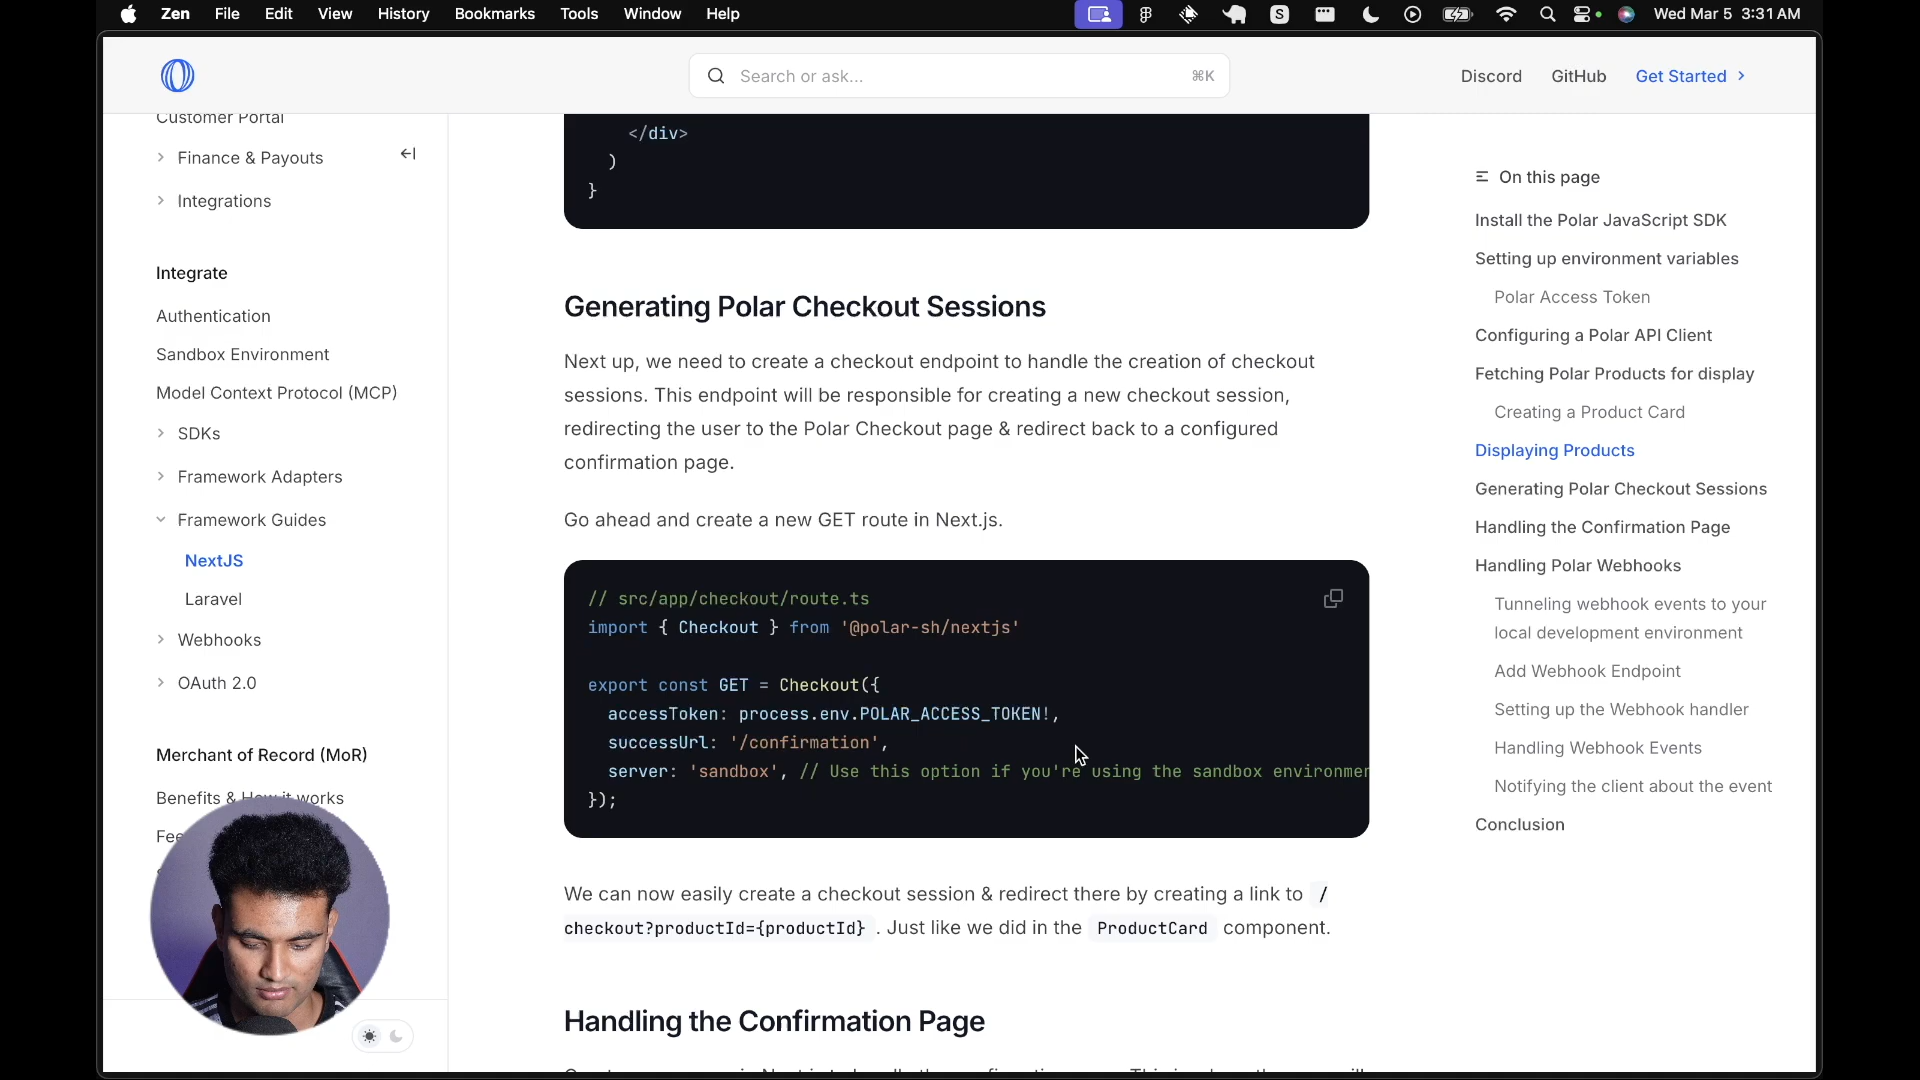 Zen File Edit View History Bookmarks Tools Window Help
S
Wed Mar 5 3:31 AM
Search or ask...
⌘K
Discord GitHub Get Started
Customer Portal
Finance & Payouts
Integrations
Integrate
Authentication
Sandbox Environment
Model Context Protocol (MCP)
SDKs
Framework Adapters
Framework Guides
NextJS
Laravel
Webhooks
OAuth 2.0
Merchant of Record (MoR)
Benefits & How it works
</div>
)
}
Generating Polar Checkout Sessions
Next up, we need to create a checkout endpoint to handle the creation of checkout
sessions. This endpoint will be responsible for creating a new checkout session,
redirecting the user to the Polar Checkout page & redirect back to a configured
confirmation page.
Go ahead and create a new GET route in Next.js.
// src/app/checkout/route.ts
import { Checkout } from '@polar-sh/nextjs'
export const GET = Checkout({
accessToken: process.env.POLAR_ACCESS_TOKEN!,
successUrl: '/confirmation',
server: 'sandbox', // Use this option if you're using the sandbox environmen
});
We can now easily create a checkout session & redirect there by creating a link to /
checkout?productId={productId} . Just like we did in the ProductCard component.
Handling the Confirmation Page
On this page
Install the Polar JavaScript SDK
Setting up environment variables
Polar Access Token
Configuring a Polar API Client
Fetching Polar Products for display
Creating a Product Card
Displaying Products
Generating Polar Checkout Sessions
Handling the Confirmation Page
Handling Polar Webhooks
Tunneling webhook events to your
local development environment
Add Webhook Endpoint
Setting up the Webhook handler
Handling Webhook Events
Notifying the client about the event
Conclusion